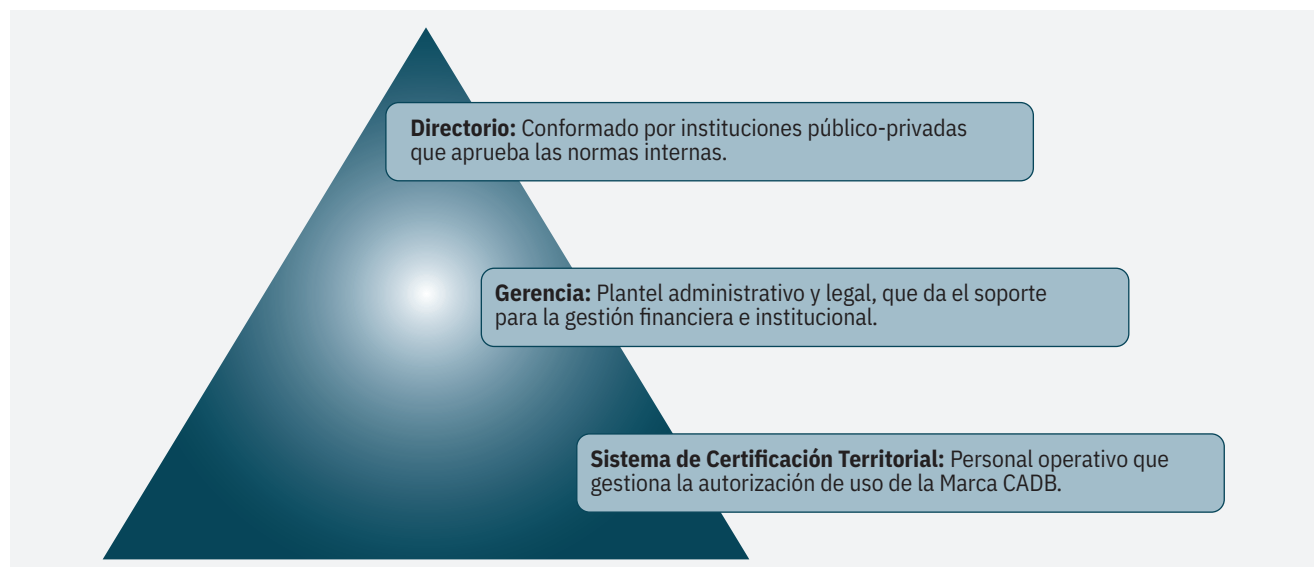 Directorio: Conformado por instituciones público-privadas
que aprueba las normas internas.
Gerencia: Plantel administrativo y legal, que da el soporte
para la gestión financiera e institucional.
Sistema de Certificación Territorial: Personal operativo que
gestiona la autorización de uso de la Marca CADB.